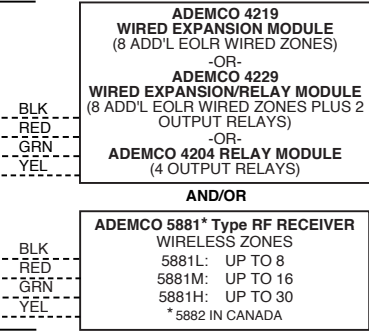 ADEMCO 4219
WIRED EXPANSION MODULE
(8 ADD'L EOLR WIRED ZONES)
-OR-
ADEMCO 4229
WIRED EXPANSION/RELAY MODULE
(8 ADD'L EOLR WIRED ZONES PLUS 2
OUTPUT RELAYS)
-OR-
ADEMCO 4204 RELAY MODULE
(4 OUTPUT RELAYS)
BLK
RED
GRN
YEL
AND/OR
ADEMCO 5881* Type RF RECEIVER
WIRELESS ZONES
5881L: UP TO 8
5881M: UP TO 16
5881H: UP TO 30
*5882 IN CANADA
BLK
RED
GRN
YEL